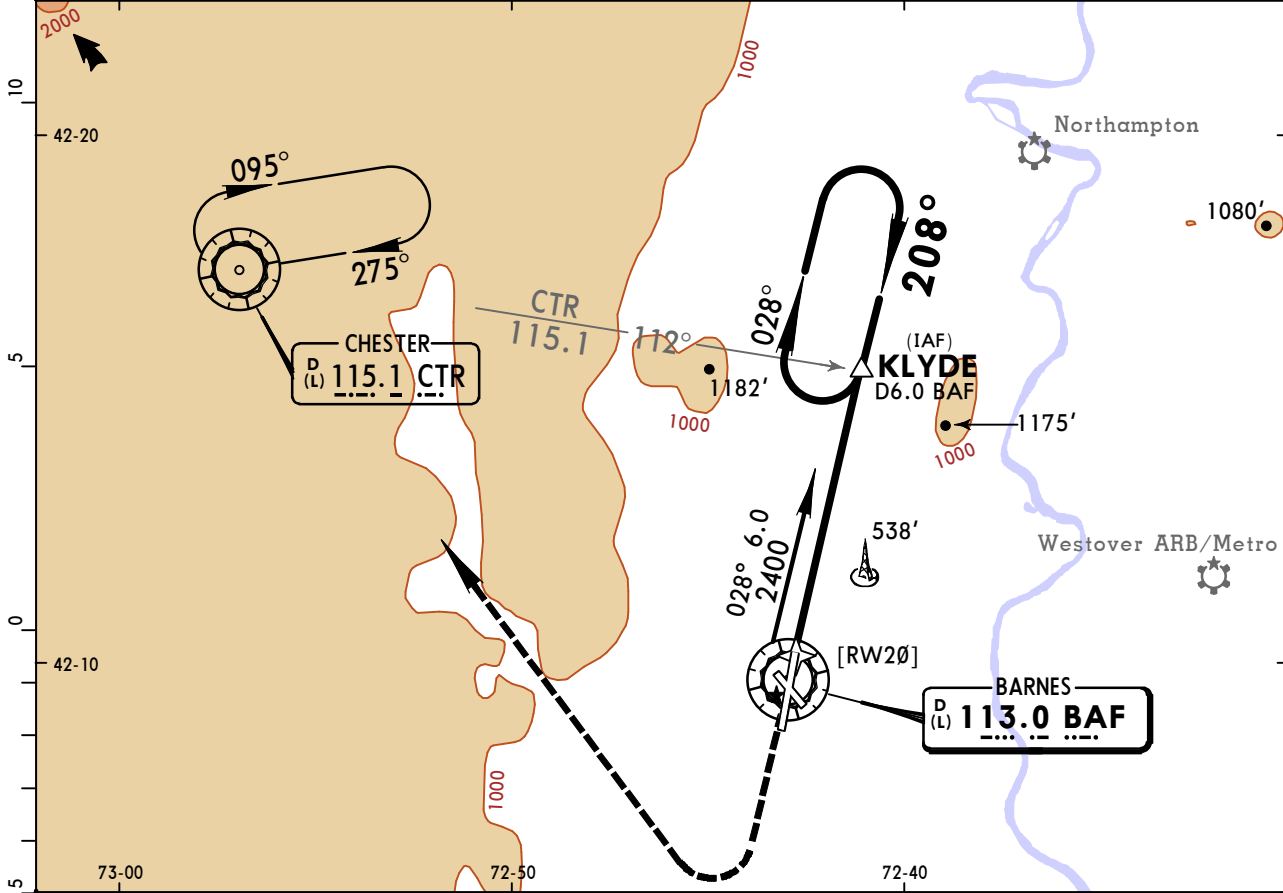 2000
1000
10
42-20
Northampton
095°
1080'
208°
275°
028°
CTR
115.1
112°
(IAF)
KLYDE
D6.0 BAF
5
CHESTER
D
(L) 115.1 CTR
1182'
1000
1175'
1000
028° 6.0
2400
538'
Westover ARB/Metro
0
42-10
[RW2Ø]
BARNES
D
(L) 113.0 BAF
1000
5
73-00
72-50
72-40